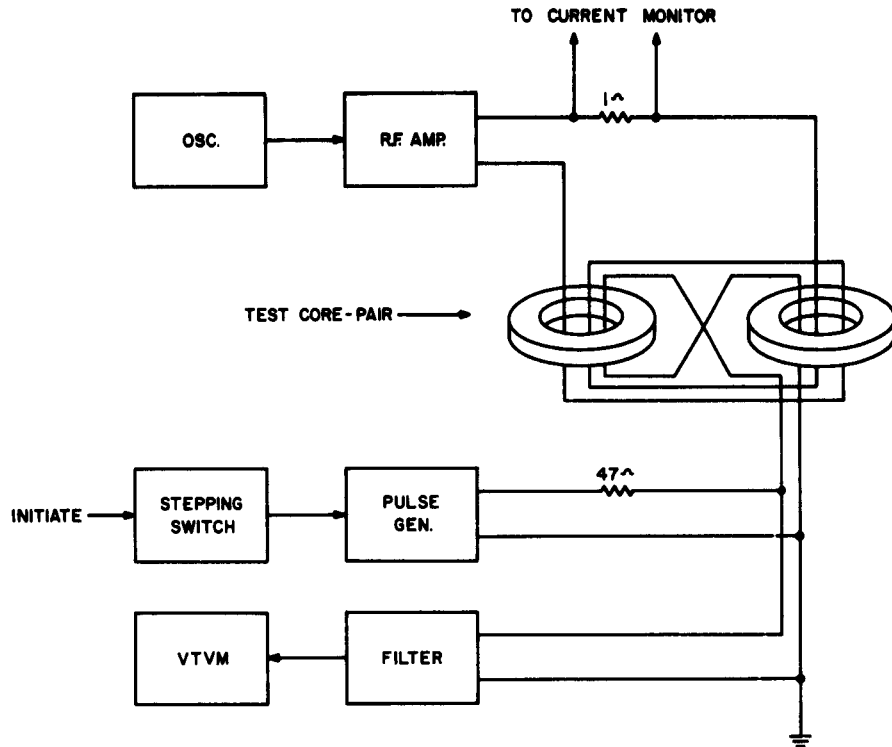 TO CURRENT MONITOR
1~
OSC.
R.F. AMP.
TEST CORE-PAIR
47~
INITIATE
STEPPING
SWITCH
PULSE
GEN.
VTVM
FILTER